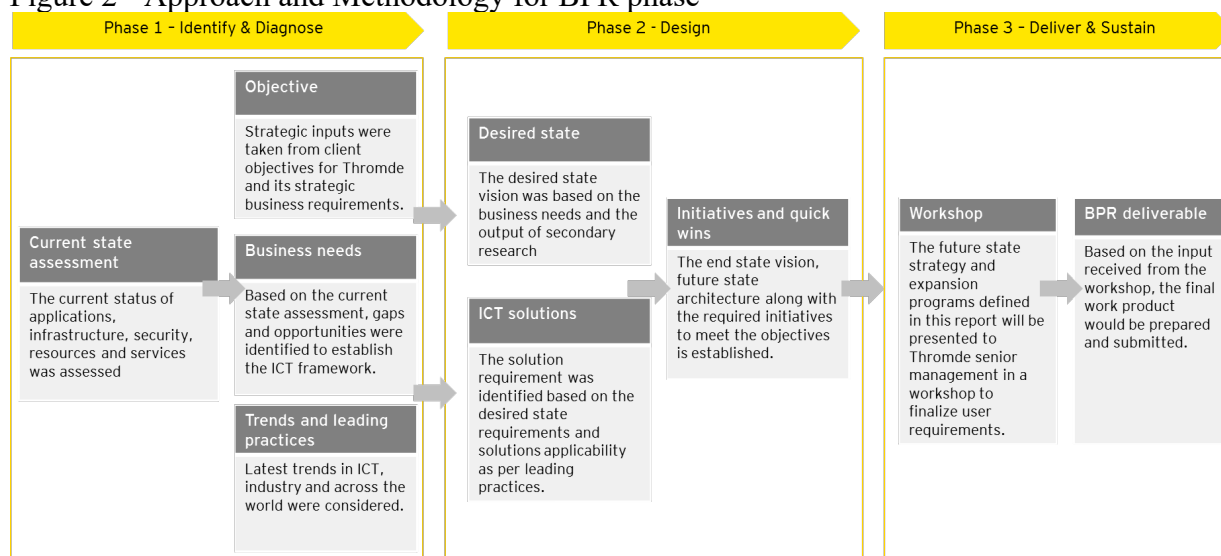 Figure 2 - Approach and Methodology for BPR phase
Phase 1 – Identify & Diagnose
Phase 2 - Design
Phase 3 – Deliver & Sustain
Current state
assessment
The current status of
applications,
infrastructure, security,
resources and services
was assessed
Objective
Strategic inputs were
taken from client
objectives for Thromde
and its strategic
business requirements.
Business needs
Based on the current
state assessment, gaps
and opportunities were
identified to establish
the ICT framework.
Trends and leading
practices
Latest trends in ICT,
industry and across the
world were considered.
Desired state
The desired state
vision was based on the
business needs and the
output of secondary
research
ICT solutions
The solution
requirement was
identified based on the
desired state
requirements and
solutions applicability
as per leading
practices.
Initiatives and quick
wins
The end state vision,
future state
architecture along with
the required initiatives
to meet the objectives
is established.
Workshop
The future state
strategy and
expansion
programs defined
in this report will be
presented to
Thromde senior
management in a
workshop to
finalize user
requirements.
BPR deliverable
Based on the input
received from the
workshop, the final
work product
would be prepared
and submitted.